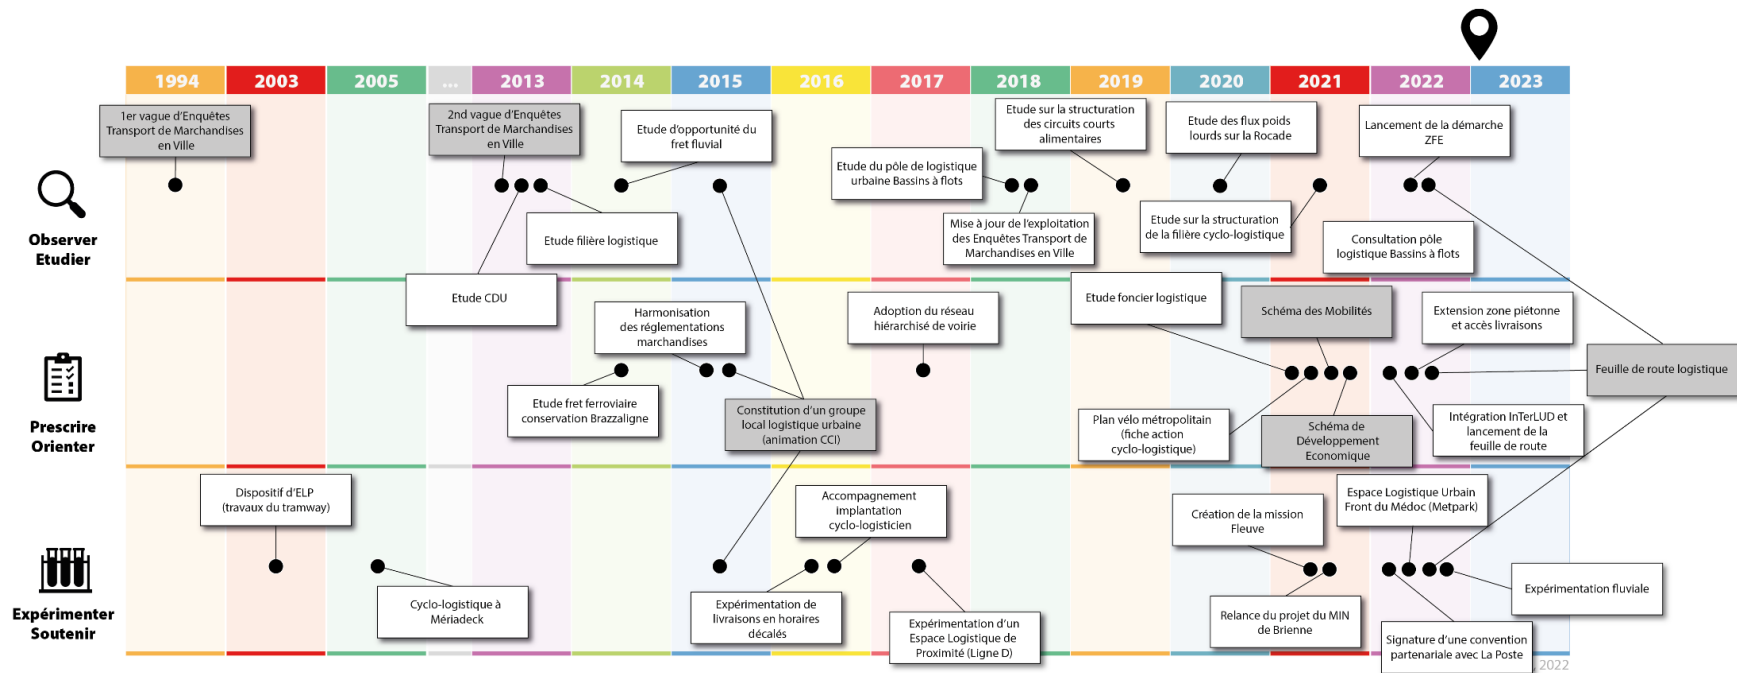 1994
2003
2005
...
2013
2014
2015
2016
2017
2018
2019
2020
2021
2022
2023
Observer
Etudier
1er vague d'Enquêtes
Transport de Marchandises
en Ville
2nd vague d'Enquêtes
Transport de Marchandises
en Ville
Etude CDU
Etude filière logistique
Etude d'opportunité du
fret fluvial
Etude du pôle de logistique
urbaine Bassins à flots
Mise à jour de l'exploitation
des Enquêtes Transport de
Marchandises en Ville
Etude sur la structuration
des circuits courts
alimentaires
Etude des flux poids
lourds sur la Rocade
Etude sur la structuration
de la filière cyclo-logistique
Lancement de la démarche
ZFE
Consultation pôle
logistique Bassins à flots
Prescrire
Orienter
Harmonisation
des réglementations
marchandises
Etude fret ferroviaire
conservation Brazzaligne
Constitution d'un groupe
local logistique urbaine
(animation CCI)
Adoption du réseau
hiérarchisé de voirie
Etude foncier logistique
Plan vélo métropolitain
(fiche action
cyclo-logistique)
Schéma des Mobilités
Schéma de
Développement
Economique
Extension zone piétonne
et accès livraisons
Intégration InTerLUD et
lancement de la
feuille de route
Feuille de route logistique
Expérimenter
Soutenir
Dispositif d'ELP
(travaux du tramway)
Cyclo-logistique à
Mériadeck
Expérimentation de
livraisons en horaires
décalés
Accompagnement
implantation
cyclo-logisticien
Expérimentation d'un
Espace Logistique de
Proximité (Ligne D)
Création de la mission
Fleuve
Relance du projet du MIN
de Brienne
Espace Logistique Urbain
Front du Médoc (Metpark)
Signature d'une convention
partenariale avec La Poste
Expérimentation fluviale
2022